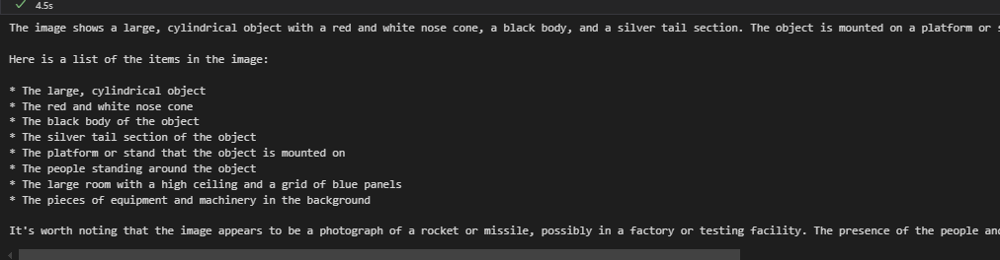 4.5s
The image shows a large, cylindrical object with a red and white nose cone, a black body, and a silver tail section. The object is mounted on a platform or
Here is a list of the items in the image:
* The large, cylindrical object
* The red and white nose cone
* The black body of the object
* The silver tail section of the object
* The platform or stand that the object is mounted on
* The people standing around the object
* The large room with a high ceiling and a grid of blue panels
* The pieces of equipment and machinery in the background
It's worth noting that the image appears to be a photograph of a rocket or missile, possibly in a factory or testing facility. The presence of the people